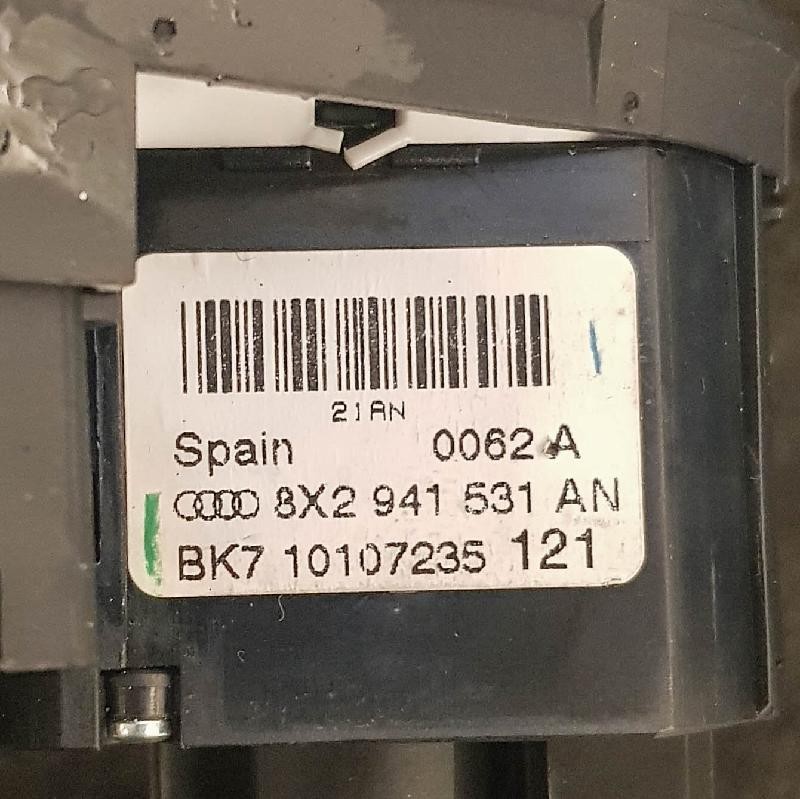 21AN
Spain 0062 A
8X2 941 531 AN
BK7 10107235 121